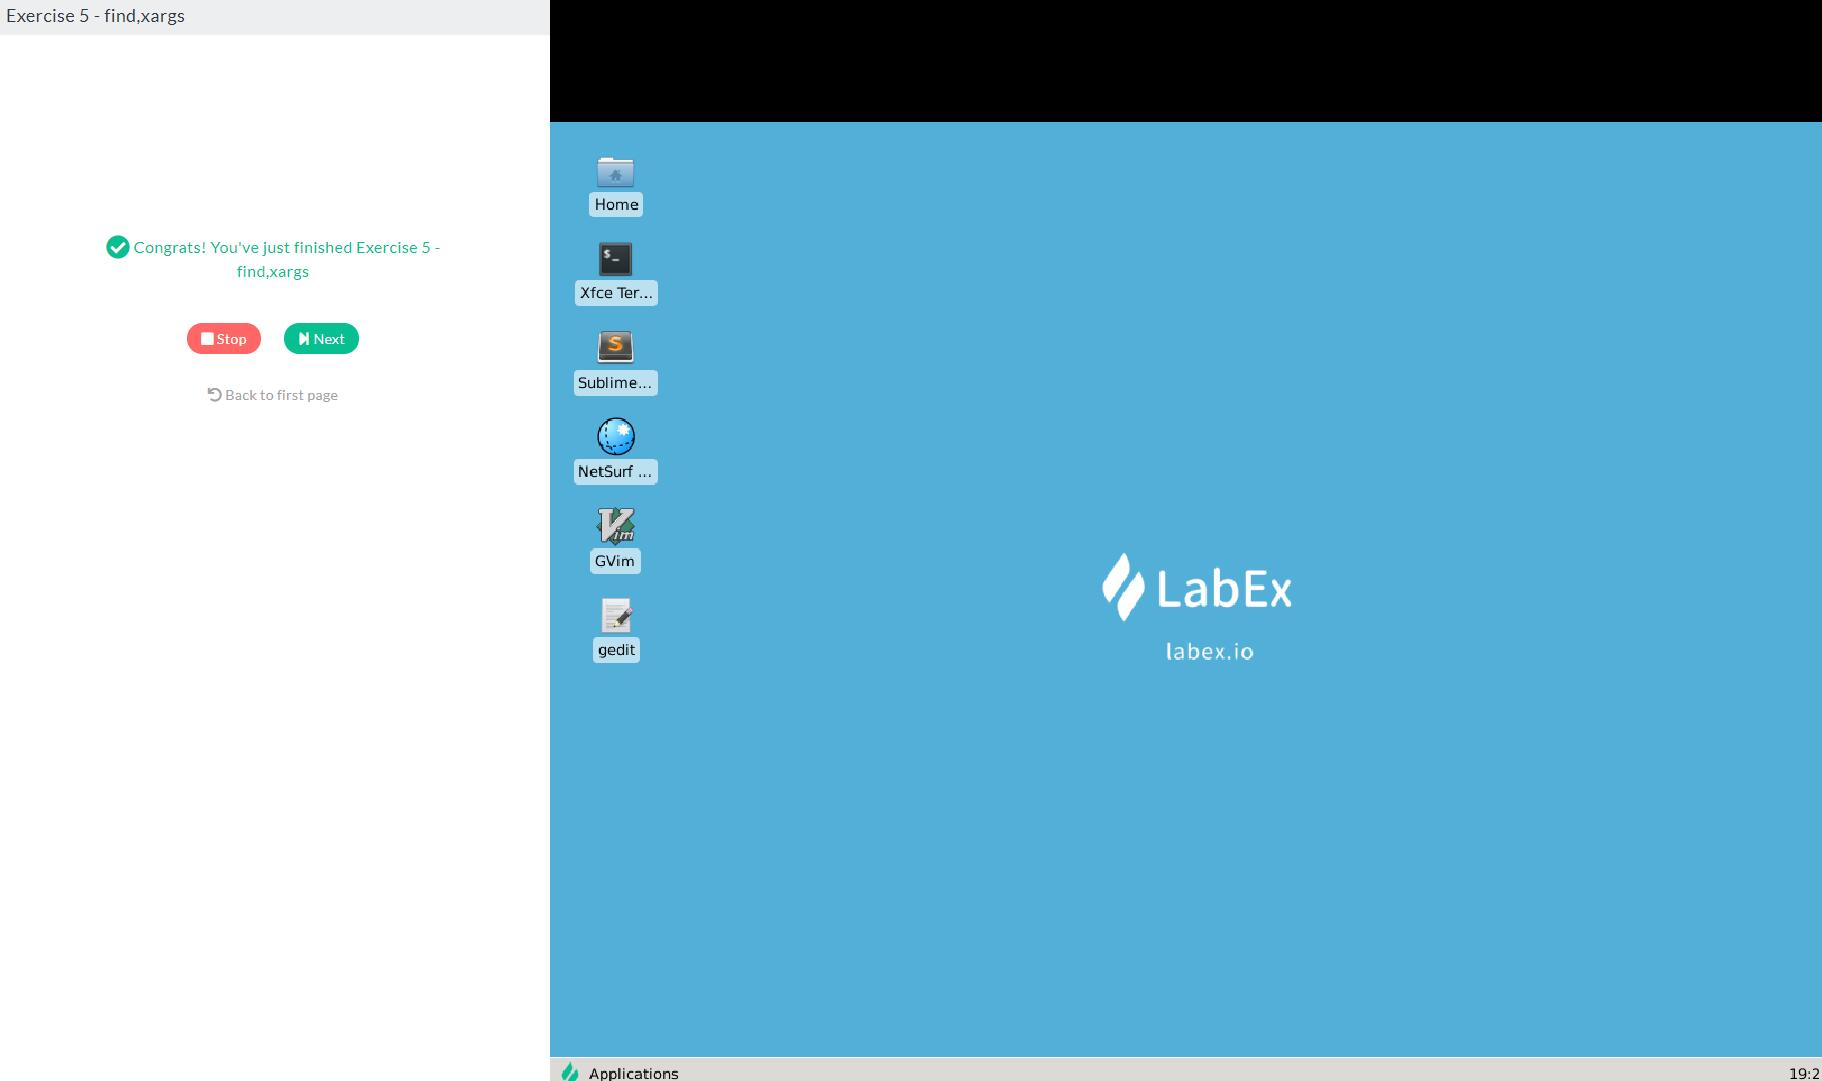 Exercise 5 - find,xargs
Congrats! You've just finished Exercise 5 -
find,xargs
Stop
Next
Back to first page
Home
$_
Xfce Ter...
S
Sublime...
NetSurf ...
Vim
GVim
gedit
LabEx
labex.io
Applications
19:2